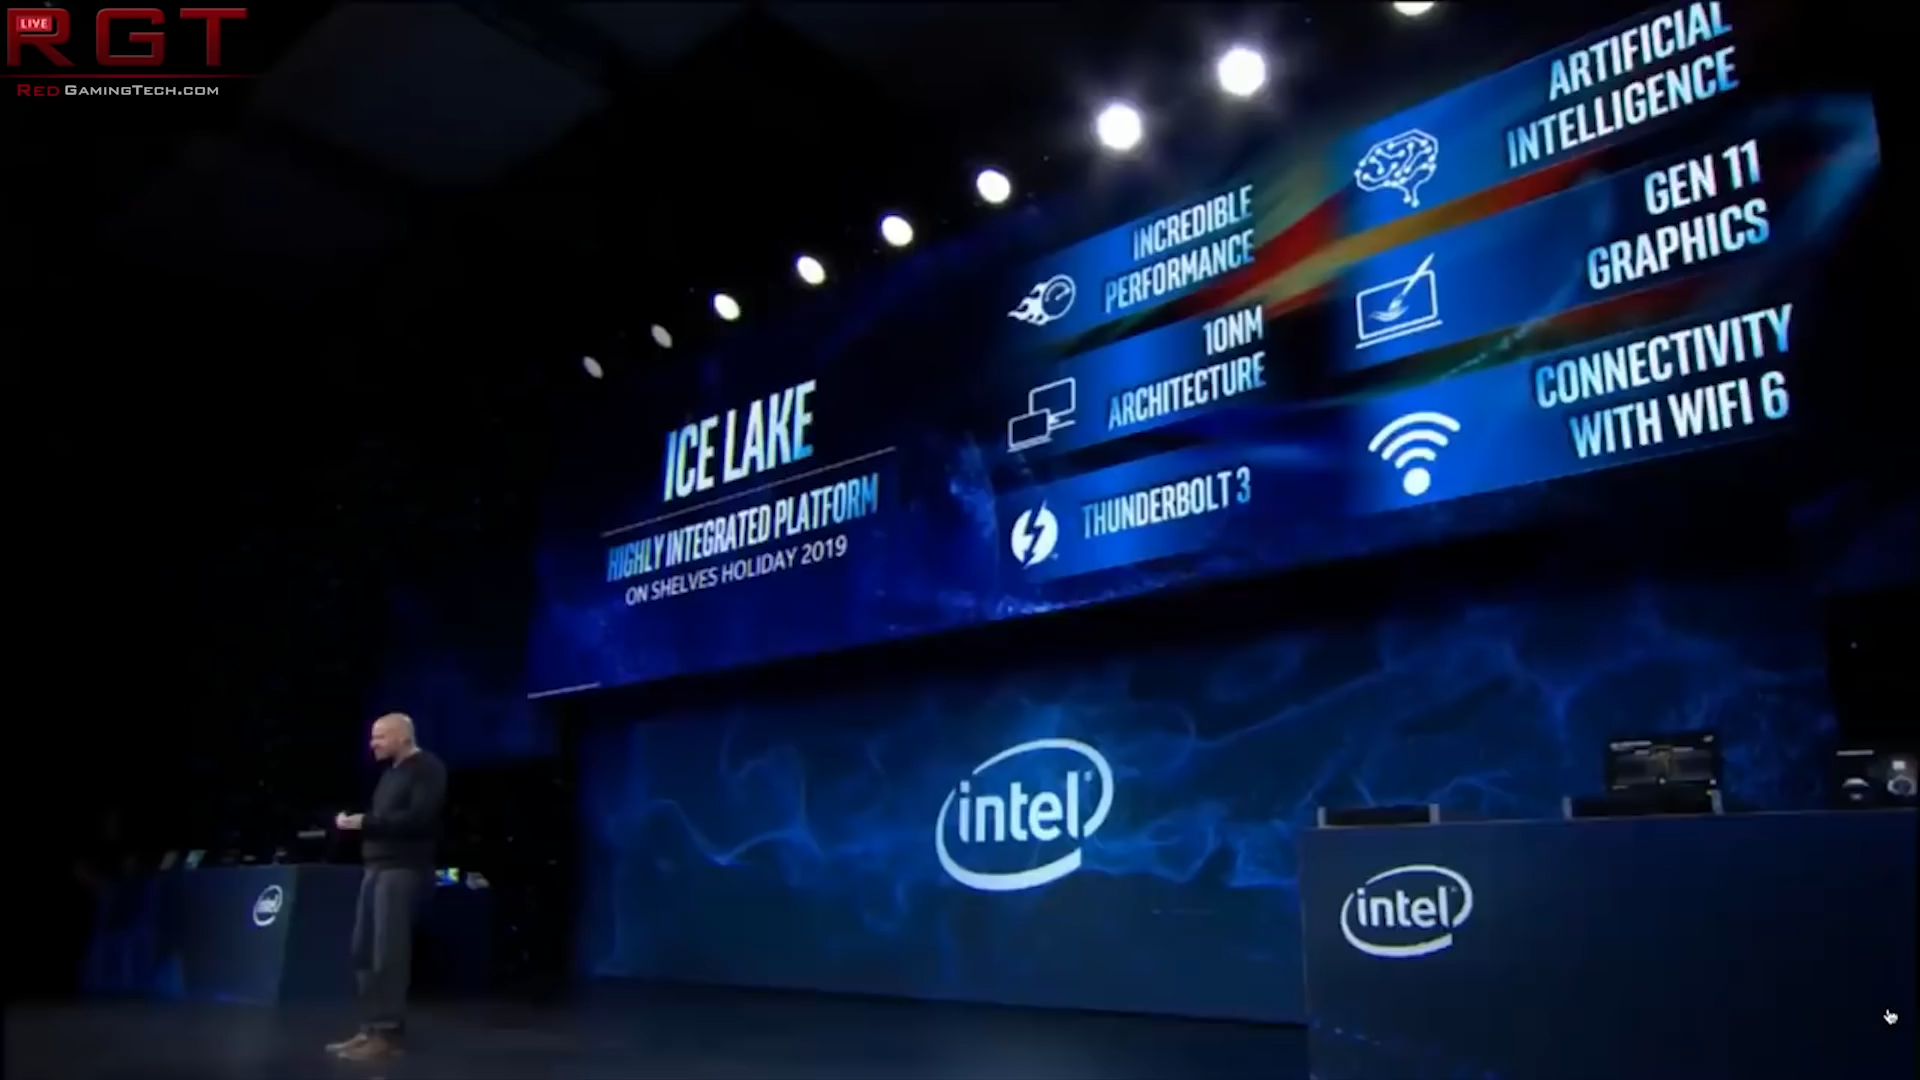 LIVE
RGT
REDGAMINGTECH.COM
ICE LAKE
HIGHLY INTEGRATED PLATFORM
ON SHELVES HOLIDAY 2019
INCREDIBLE
PERFORMANCE
10NM
ARCHITECTURE
THUNDERBOLT 3
ARTIFICIAL
INTELLIGENCE
GEN 11
GRAPHICS
CONNECTIVITY
WITH WIFI 6
intel
intel
intel